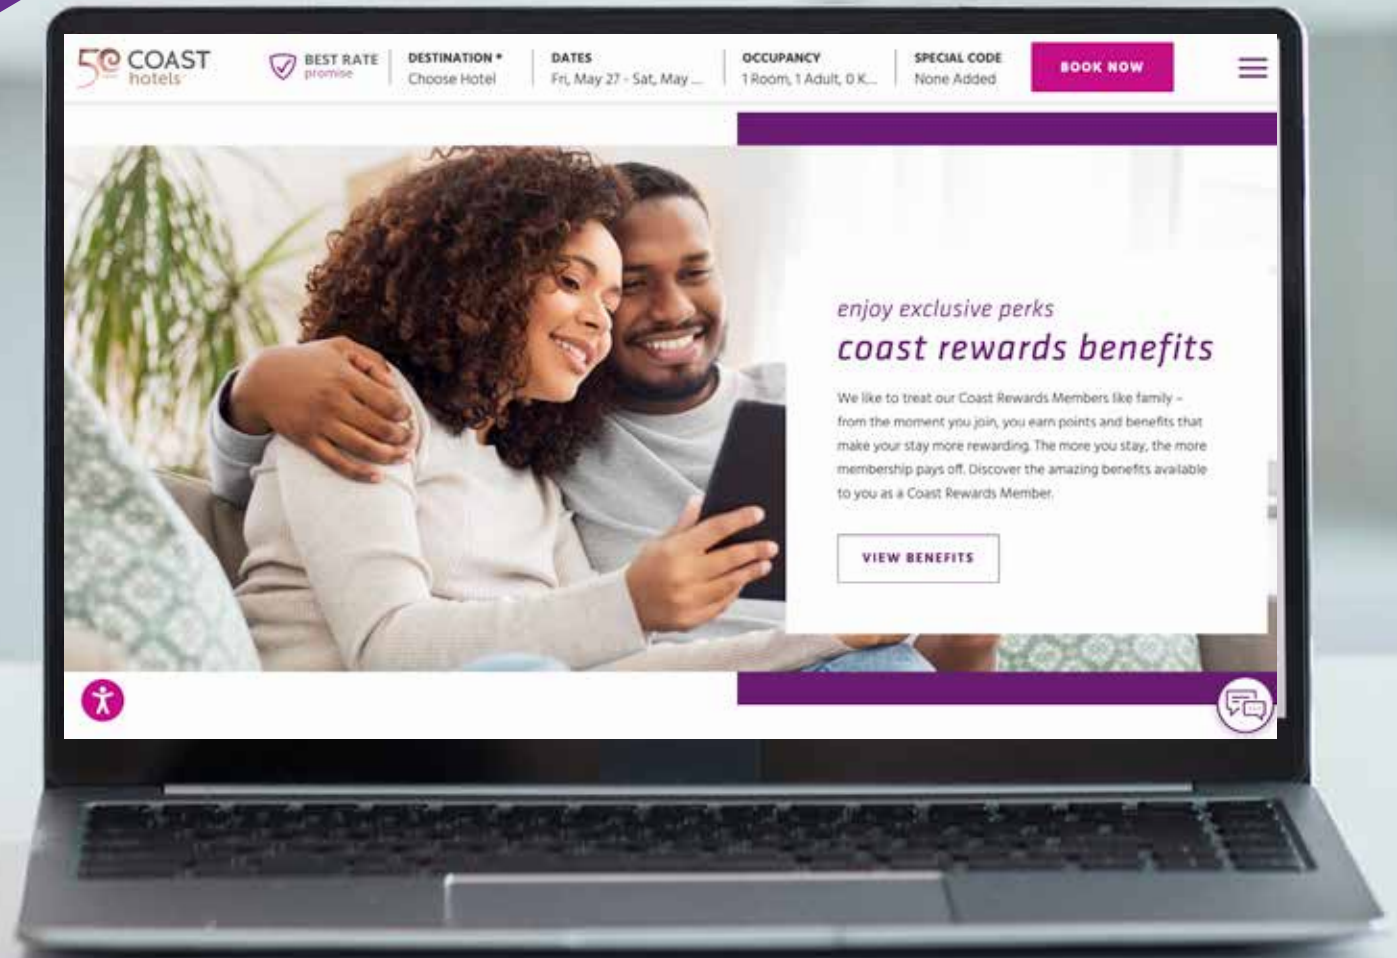 50 COAST
hotels
BEST RATE
promise
DESTINATION *
Choose Hotel
DATES
Fri, May 27 - Sat, May ...
OCCUPANCY
1 Room, 1 Adult, 0 K...
SPECIAL CODE
None Added
BOOK NOW
enjoy exclusive perks
coast rewards benefits
We like to treat our Coast Rewards Members like family –
from the moment you join, you earn points and benefits that
make your stay more rewarding. The more you stay, the more
membership pays off. Discover the amazing benefits available
to you as a Coast Rewards Member.
VIEW BENEFITS